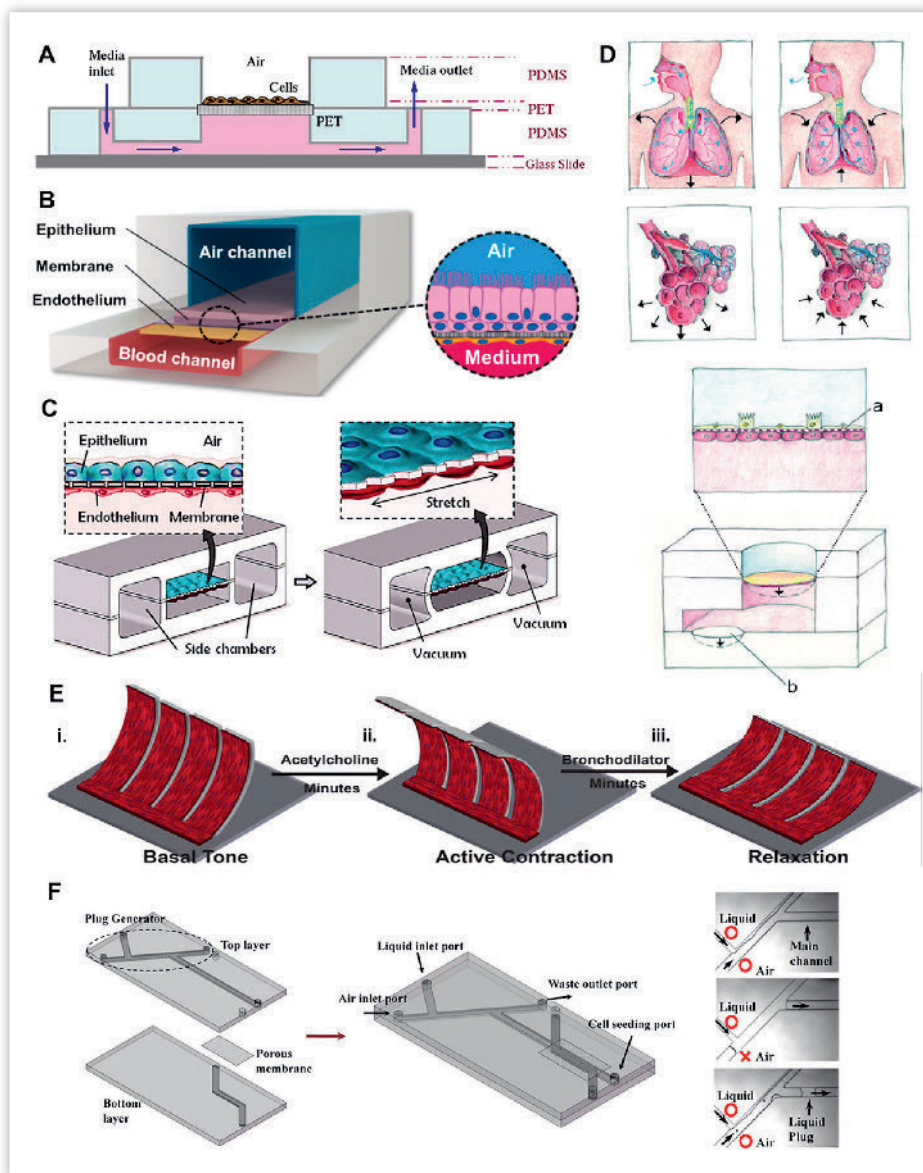 A
Media
inlet
Air
Cells
Media outlet
PET
PDMS
PET
PDMS
Glass Slide
B
Epithelium
Membrane
Endothelium
Air channel
Blood channel
Air
Medium
C
Epithelium
Air
Endothelium
Membrane
Side chambers
Stretch
Vacuum
Vacuum
D
a
b
E
i.
Basal Tone
Acetylcholine
Minutes
ii.
Active Contraction
Bronchodilator
Minutes
iii.
Relaxation
F
Plug Generator
Top layer
Porous
membrane
Bottom
layer
Liquid inlet port
Air inlet port
Waste outlet port
Cell seeding port
Liquid
Air
Main
channel
Liquid
Air
Liquid
Air
Liquid
Plug